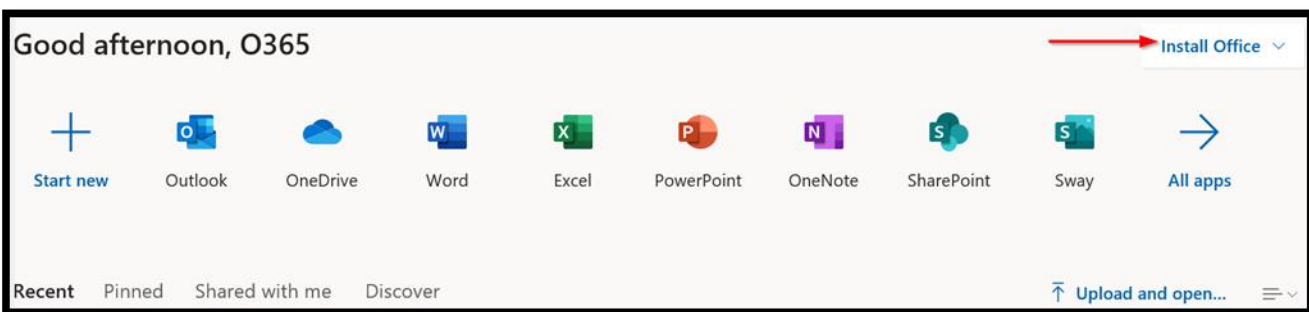 Good afternoon, O365
Install Office
Start new Outlook OneDrive Word Excel PowerPoint OneNote SharePoint Sway All apps
Recent Pinned Shared with me Discover Upload and open...